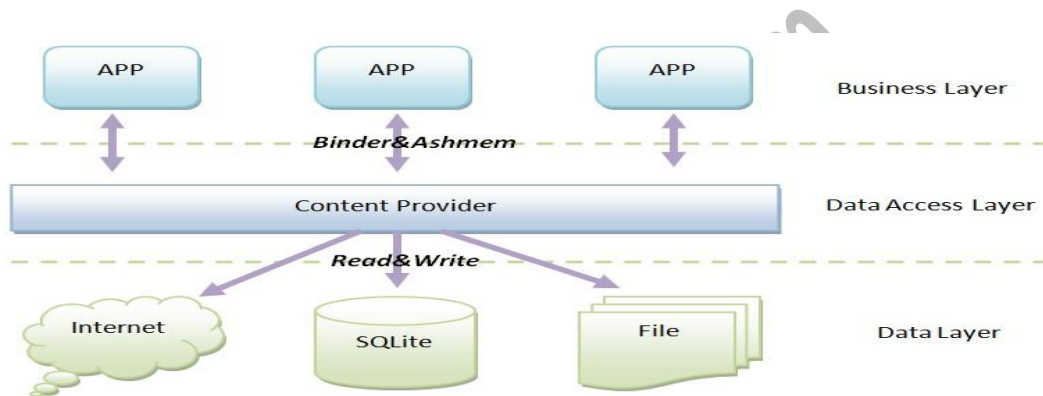 APP APP APP
Business Layer
Binder&Ashmem
Content Provider
Data Access Layer
Read&Write
Internet
SQLite
File
Data Layer